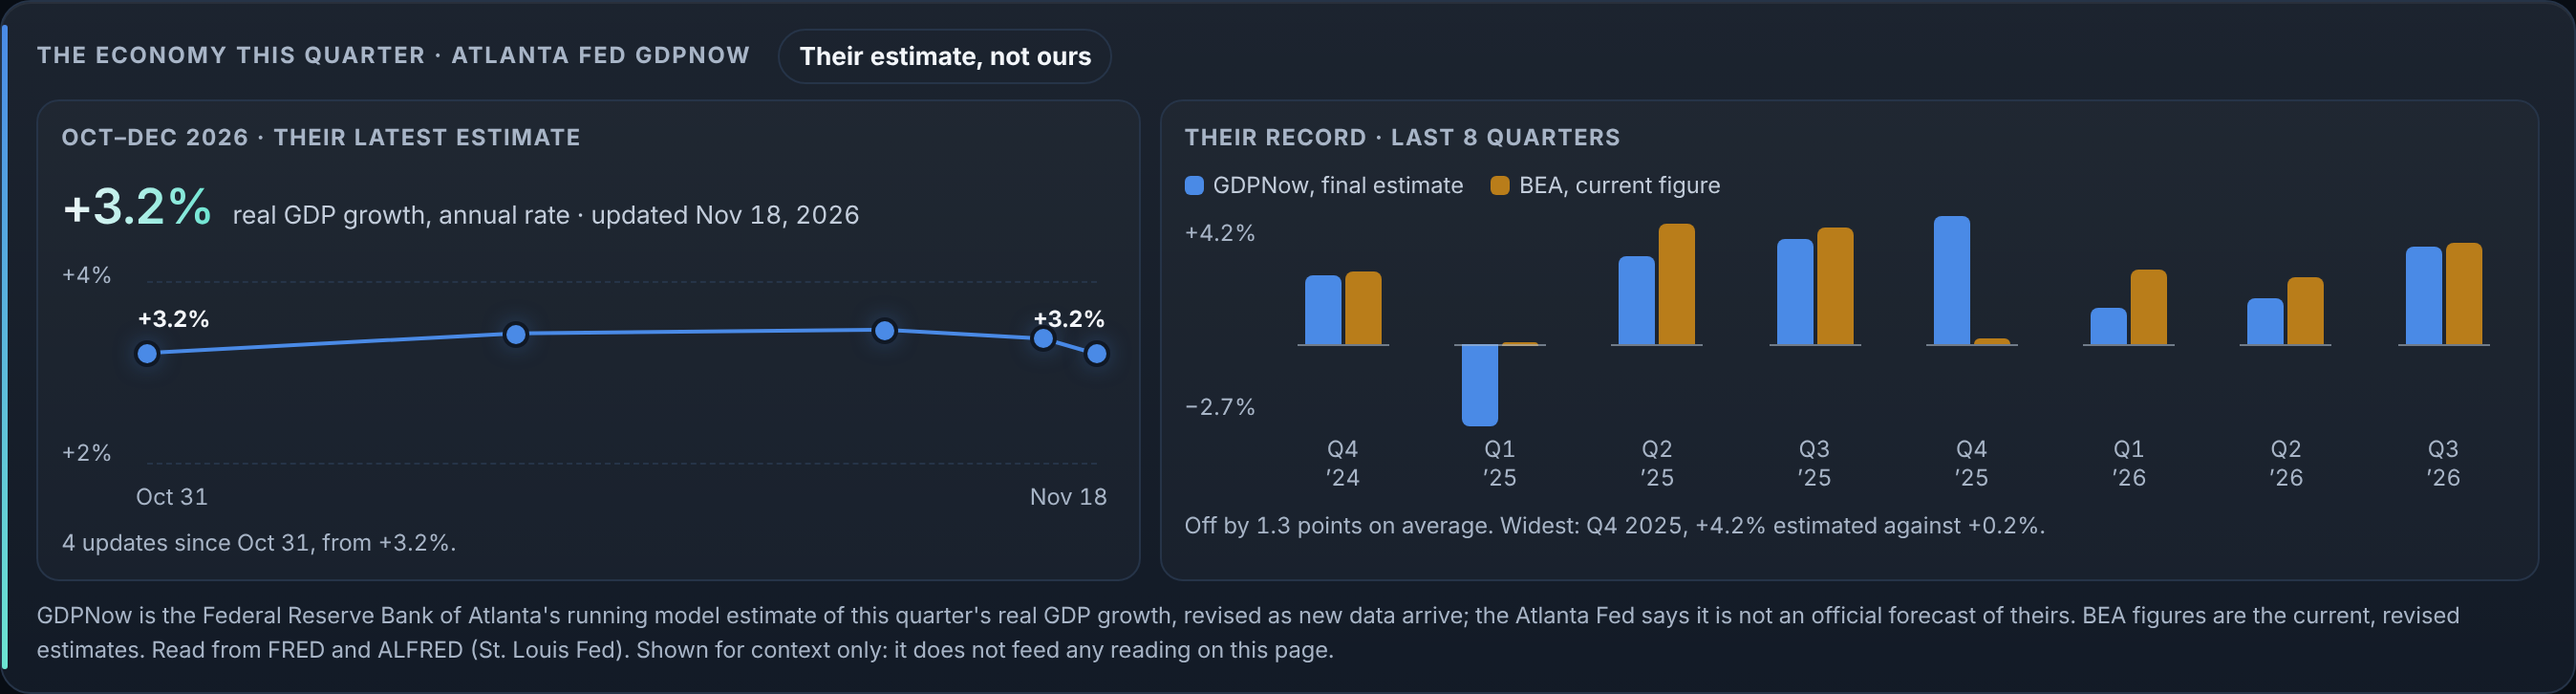 THE ECONOMY THIS QUARTER · ATLANTA FED GDPNOW
Their estimate, not ours
OCT–DEC 2026 · THEIR LATEST ESTIMATE
+3.2% real GDP growth, annual rate · updated Nov 18, 2026
+4%
+3.2%
+3.2%
+2%
Oct 31
Nov 18
4 updates since Oct 31, from +3.2%.
THEIR RECORD · LAST 8 QUARTERS
GDPNow, final estimate
BEA, current figure
+4.2%
−2.7%
Q4 ’24
Q1 ’25
Q2 ’25
Q3 ’25
Q4 ’25
Q1 ’26
Q2 ’26
Q3 ’26
Off by 1.3 points on average. Widest: Q4 2025, +4.2% estimated against +0.2%.
GDPNow is the Federal Reserve Bank of Atlanta's running model estimate of this quarter's real GDP growth, revised as new data arrive; the Atlanta Fed says it is not an official forecast of theirs. BEA figures are the current, revised
estimates. Read from FRED and ALFRED (St. Louis Fed). Shown for context only: it does not feed any reading on this page.